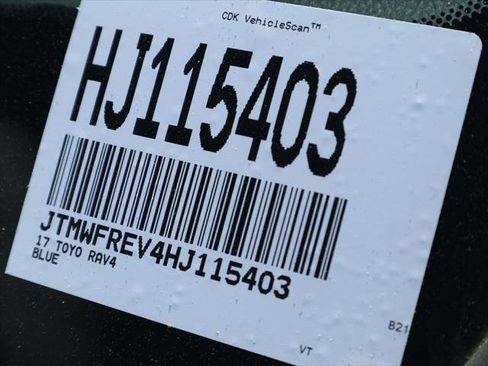 CDK VehicleScan™
HJ115403
JTMWFREV4HJ115403
17 TOYO RAV4
BLUE
B21
VT